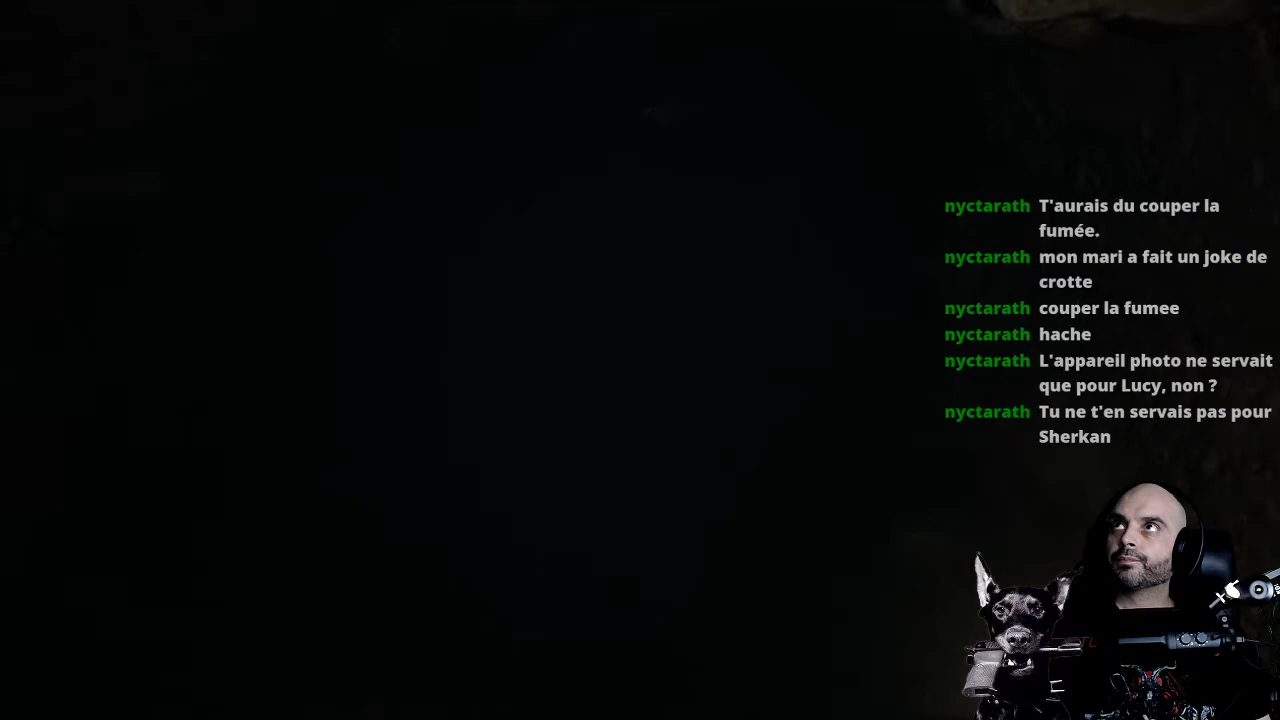 nyctarath T'aurais du couper la
fumée.
nyctarath mon mari a fait un joke de
crotte
nyctarath couper la fumee
nyctarath hache
nyctarath L'appareil photo ne servait
que pour Lucy, non ?
nyctarath Tu ne t'en servais pas pour
Sherkan